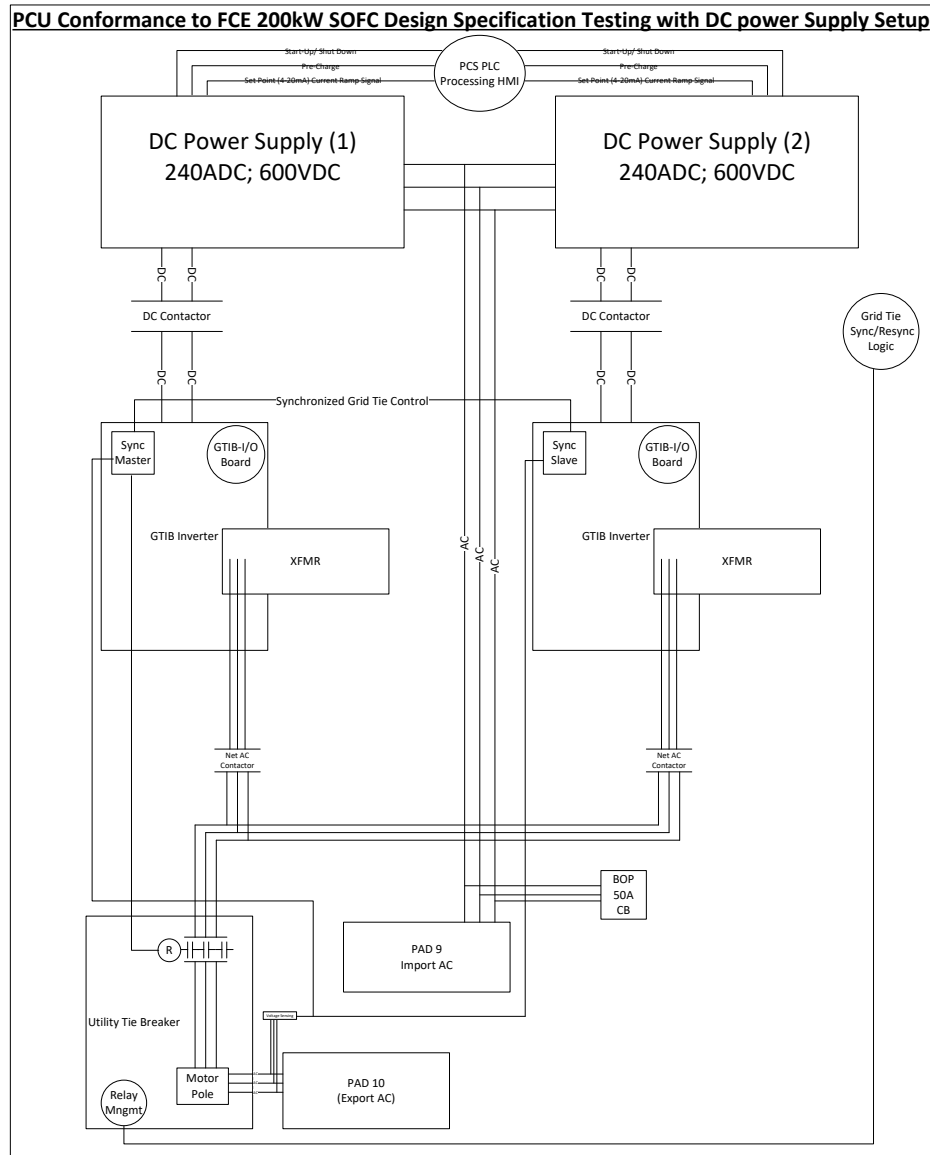 PCU Conformance to FCE 200kW SOFC Design Specification Testing with DC power Supply Setup
Start-Up/ Shut Down
Start-Up/ Shut Down
Pre-Charge
Pre-Charge
Set Point (4-20mA) Current Ramp Signal
Set Point (4-20mA) Current Ramp Signal
PCS PLC
Processing HMI
DC Power Supply (1)
240ADC; 600VDC
DC Power Supply (2)
240ADC; 600VDC
DC
DC
DC
DC
DC Contactor
DC Contactor
Grid Tie
Sync/Resync
Logic
DC
DC
DC
DC
Synchronized Grid Tie Control
Sync
Master
GTIB-I/O
Board
Sync
Slave
GTIB-I/O
Board
GTIB Inverter
XFMR
AC
AC
AC
GTIB Inverter
XFMR
Net AC
Contactor
Net AC
Contactor
BOP
50A
CB
PAD 9
Import AC
R
Utility Tie Breaker
Voltage Sensing
Motor
Pole
AC
AC
AC
PAD 10
(Export AC)
Relay
Mngmt